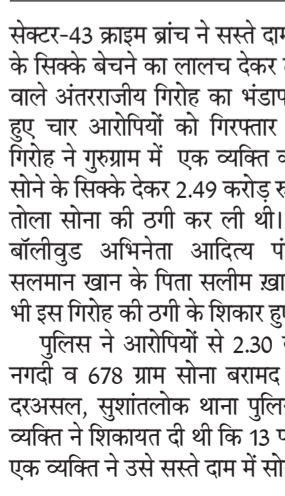 सेक्टर-43 क्राइम ब्रांच ने सस्ते दाम
के सिक्के बेचने का लालच देकर
वाले अंतरराजीय गिरोह का
हुए चार आरोपियों को गिरफ्तार
गिरोह ने गुरुग्राम में एक व्यक्ति
सोने के सिक्के देकर 2.49 करोड़
तोला सोना की ठगी कर ली थी।
बॉलीवुड अभिनेता आदित्य
सलमान खान के पिता सलीम
भी इस गिरोह की ठगी के शिकार
पुलिस ने आरोपियों से 2.30
नगदी व 678 ग्राम सोना बरामद
दरअसल, सुशांतलोक थाना
व्यक्ति ने शिकायत दी थी कि 13
एक व्यक्ति ने उसे सस्ते दाम में